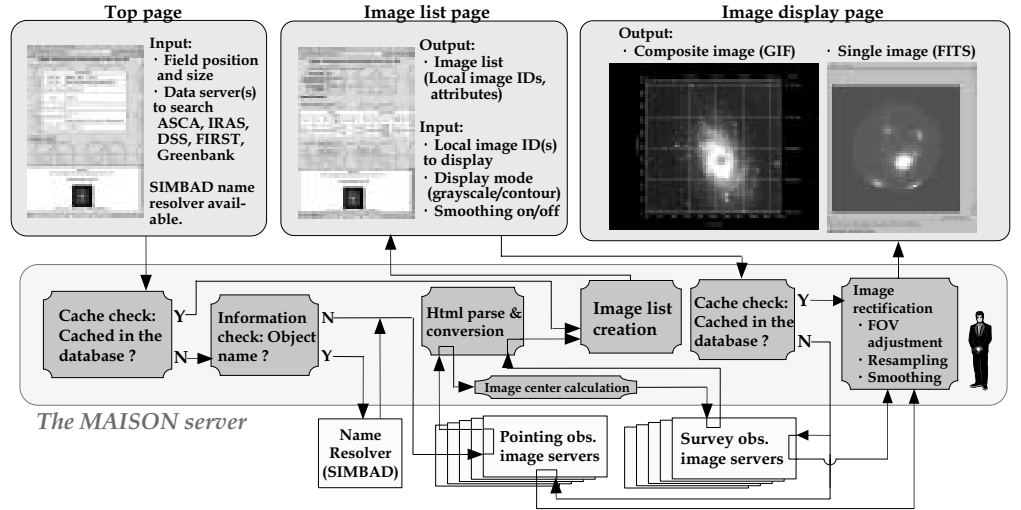 Top page
Image list page
Image display page
Input:
· Field position
and size
· Data server(s)
to search
ASCA, IRAS,
DSS, FIRST,
Greenbank
SIMBAD name
resolver avail-
able.
Output:
· Image list
(Local image IDs,
attributes)
Input:
· Local image ID(s)
to display
· Display mode
(grayscale/contour)
· Smoothing on/off
Output:
· Composite image (GIF)
· Single image (FITS)
Cache check:
Cached in the
database ?
Y
N
Information
check: Object
name ?
N
Y
Html parse &
conversion
Image center calculation
Image list
creation
Cache check:
Cached in the
database ?
Y
N
Image
rectification
· FOV
adjustment
· Resampling
· Smoothing
The MAISON server
Name
Resolver
(SIMBAD)
Pointing obs.
image servers
Survey obs.
image servers